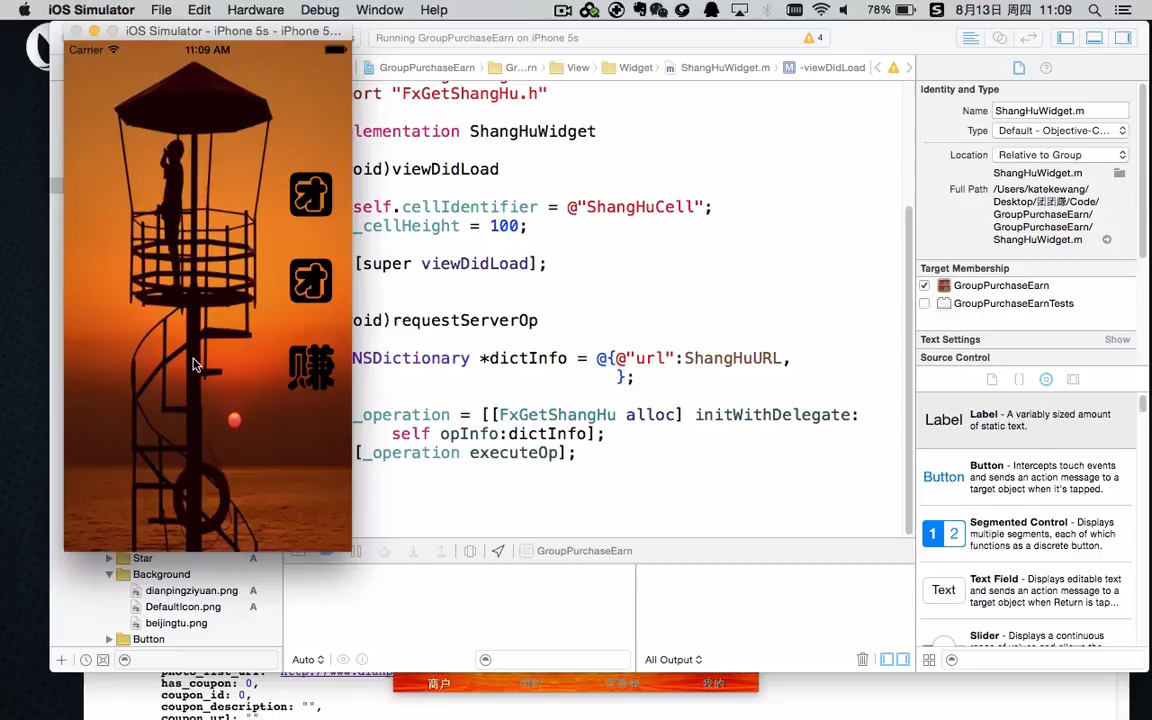 iOS Simulator File Edit Hardware Debug Window Help
78% 8月13日 周四 11:09
iOS Simulator - iPhone 5s - iPhone 5...
Running GroupPurchaseEarn on iPhone 5s
4
Carrier 11:09 AM
团
团
赚
GroupPurchaseEarn Gr...rn View Widget ShangHuWidget.m -viewDidLoad
ort "FxGetShangHu.h"
lementation ShangHuWidget
oid)viewDidLoad
self.cellIdentifier = @"ShangHuCell";
_cellHeight = 100;
[super viewDidLoad];
oid)requestServerOp
NSDictionary *dictInfo = @{@"url":ShangHuURL,
};
_operation = [[FxGetShangHu alloc] initWithDelegate:
self opInfo:dictInfo];
[_operation executeOp];
GroupPurchaseEarn
Star A
Background
dianpingziyuan.png A
DefaultIcon.png A
beijingtu.png
Button
Auto
All Output
Identity and Type
Name ShangHuWidget.m
Type Default - Objective-C...
Location Relative to Group
ShangHuWidget.m
Full Path /Users/katekewang/
Desktop/团团赚/Code/
GroupPurchaseEarn/
GroupPurchaseEarn/
ShangHuWidget.m
Target Membership
GroupPurchaseEarn
GroupPurchaseEarnTests
Text Settings Show
Source Control
Label Label - A variably sized amount
of static text.
Button Button - Intercepts touch events
and sends an action message to a
target object when it's tapped.
1 2 Segmented Control - Displays
multiple segments, each of which
functions as a discrete button.
Text Text Field - Displays editable text
and sends an action message to a
target object when Return is tap...
Slider - Displays a continuous
has_coupon: 0,
coupon_id: 0,
coupon_description: "",
coupon_url: ""
商户
我的